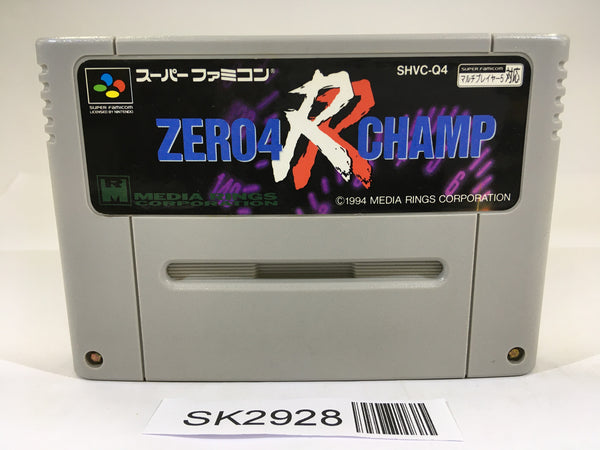 スーパーファミコン®
SHVC-Q4
SUPER FAMICOM
マルチプレイヤー5対応
SUPER FAMICOM
LICENSED BY NINTENDO
ZERO4 RR CHAMP
RM
MEDIA RINGS
CORPORATION
©1994 MEDIA RINGS CORPORATION
SK2928